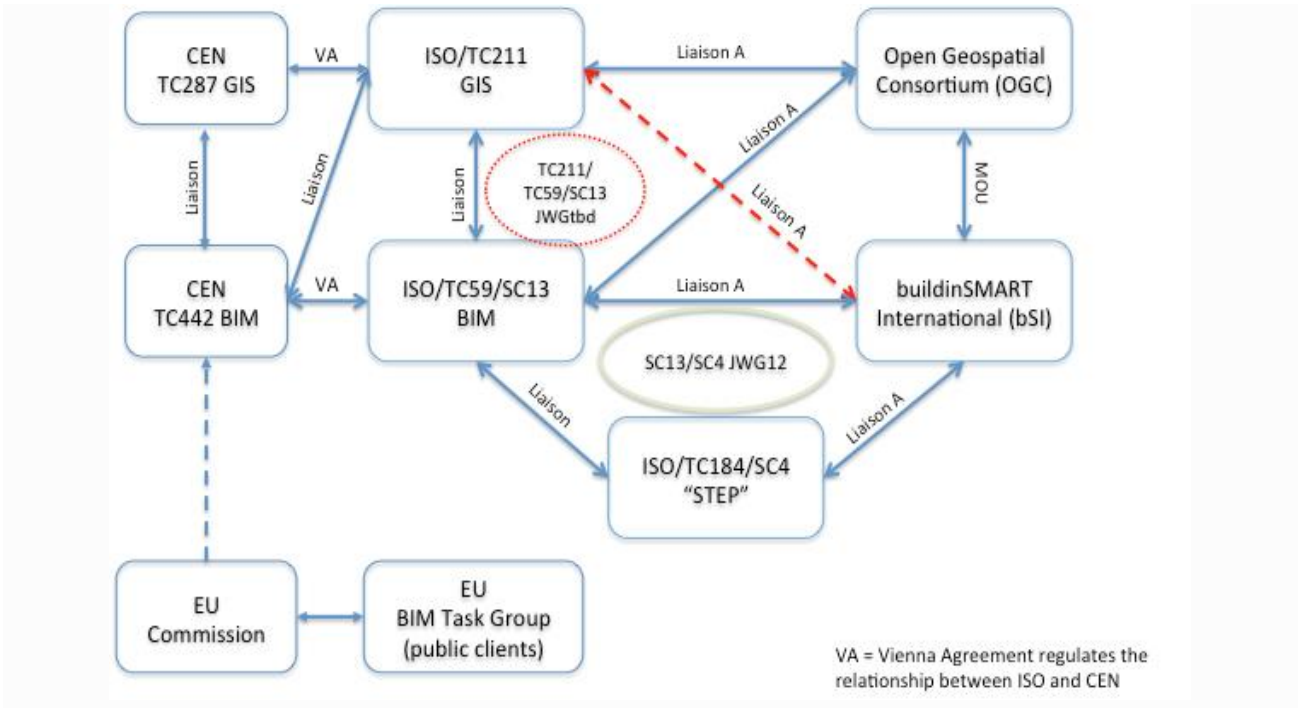 CEN
TC287 GIS
VA
ISO/TC211
GIS
Liaison A
Open Geospatial
Consortium (OGC)
Liaison
Liaison
Liaison
TC211/
TC59/SC13
JWGtbd
Liaison A
Liaison A
MOU
CEN
TC442 BIM
VA
ISO/TC59/SC13
BIM
Liaison A
buildinSMART
International (bSI)
SC13/SC4 JWG12
Liaison
Liaison A
ISO/TC184/SC4
“STEP”
EU
Commission
EU
BIM Task Group
(public clients)
VA = Vienna Agreement regulates the
relationship between ISO and CEN